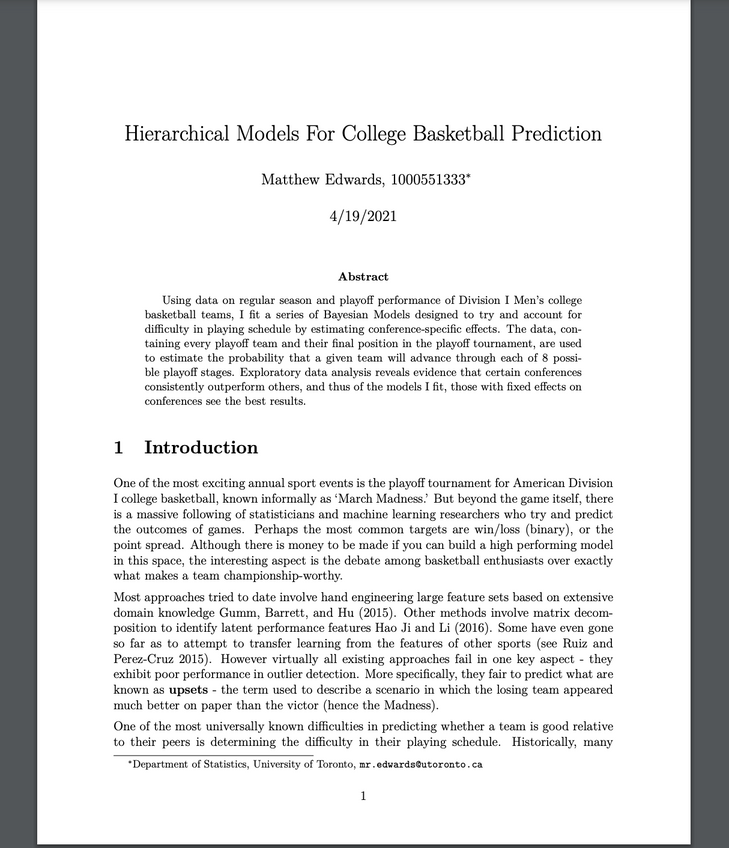 Hierarchical Models For College Basketball Prediction
Matthew Edwards, 1000551333*
4/19/2021
Abstract
Using data on regular season and playoff performance of Division I Men's college
basketball teams, I fit a series of Bayesian Models designed to try and account for
difficulty in playing schedule by estimating conference-specific effects. The data, con-
taining every playoff team and their final position in the playoff tournament, are used
to estimate the probability that a given team will advance through each of 8 possi-
ble playoff stages. Exploratory data analysis reveals evidence that certain conferences
consistently outperform others, and thus of the models I fit, those with fixed effects on
conferences see the best results.
1 Introduction
One of the most exciting annual sport events is the playoff tournament for American Division
I college basketball, known informally as 'March Madness.' But beyond the game itself, there
is a massive following of statisticians and machine learning researchers who try and predict
the outcomes of games. Perhaps the most common targets are win/loss (binary), or the
point spread. Although there is money to be made if you can build a high performing model
in this space, the interesting aspect is the debate among basketball enthusiasts over exactly
what makes a team championship-worthy.
Most approaches tried to date involve hand engineering large feature sets based on extensive
domain knowledge Gumm, Barrett, and Hu (2015). Other methods involve matrix decom-
position to identify latent performance features Hao Ji and Li (2016). Some have even gone
so far as to attempt to transfer learning from the features of other sports (see Ruiz and
Perez-Cruz 2015). However virtually all existing approaches fail in one key aspect - they
exhibit poor performance in outlier detection. More specifically, they fair to predict what are
known as upsets - the term used to describe a scenario in which the losing team appeared
much better on paper than the victor (hence the Madness).
One of the most universally known difficulties in predicting whether a team is good relative
to their peers is determining the difficulty in their playing schedule. Historically, many
*Department of Statistics, University of Toronto, mr.edwards@utoronto.ca
1